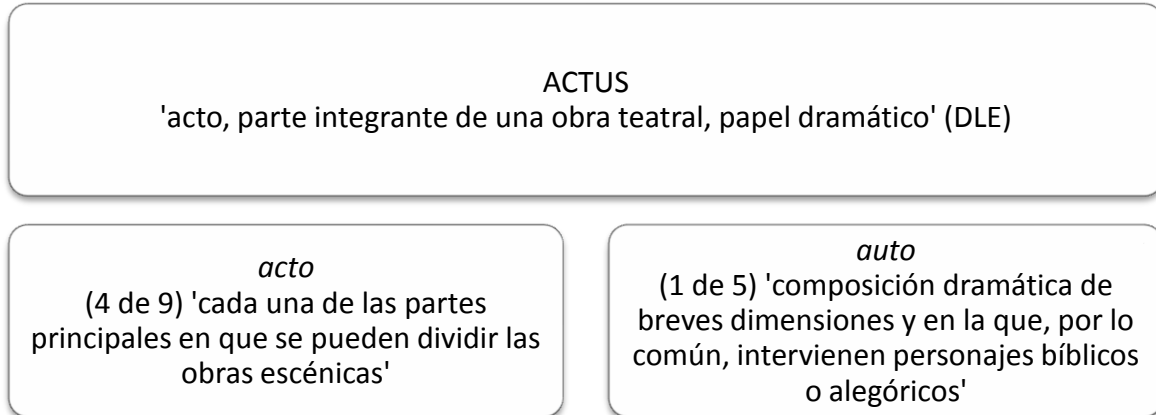 ACTUS
'acto, parte integrante de una obra teatral, papel dramático' (DLE)
acto
(4 de 9) 'cada una de las partes
principales en que se pueden dividir las
obras escénicas'
auto
(1 de 5) 'composición dramática de
breves dimensiones y en la que, por lo
común, intervienen personajes bíblicos
o alegóricos'